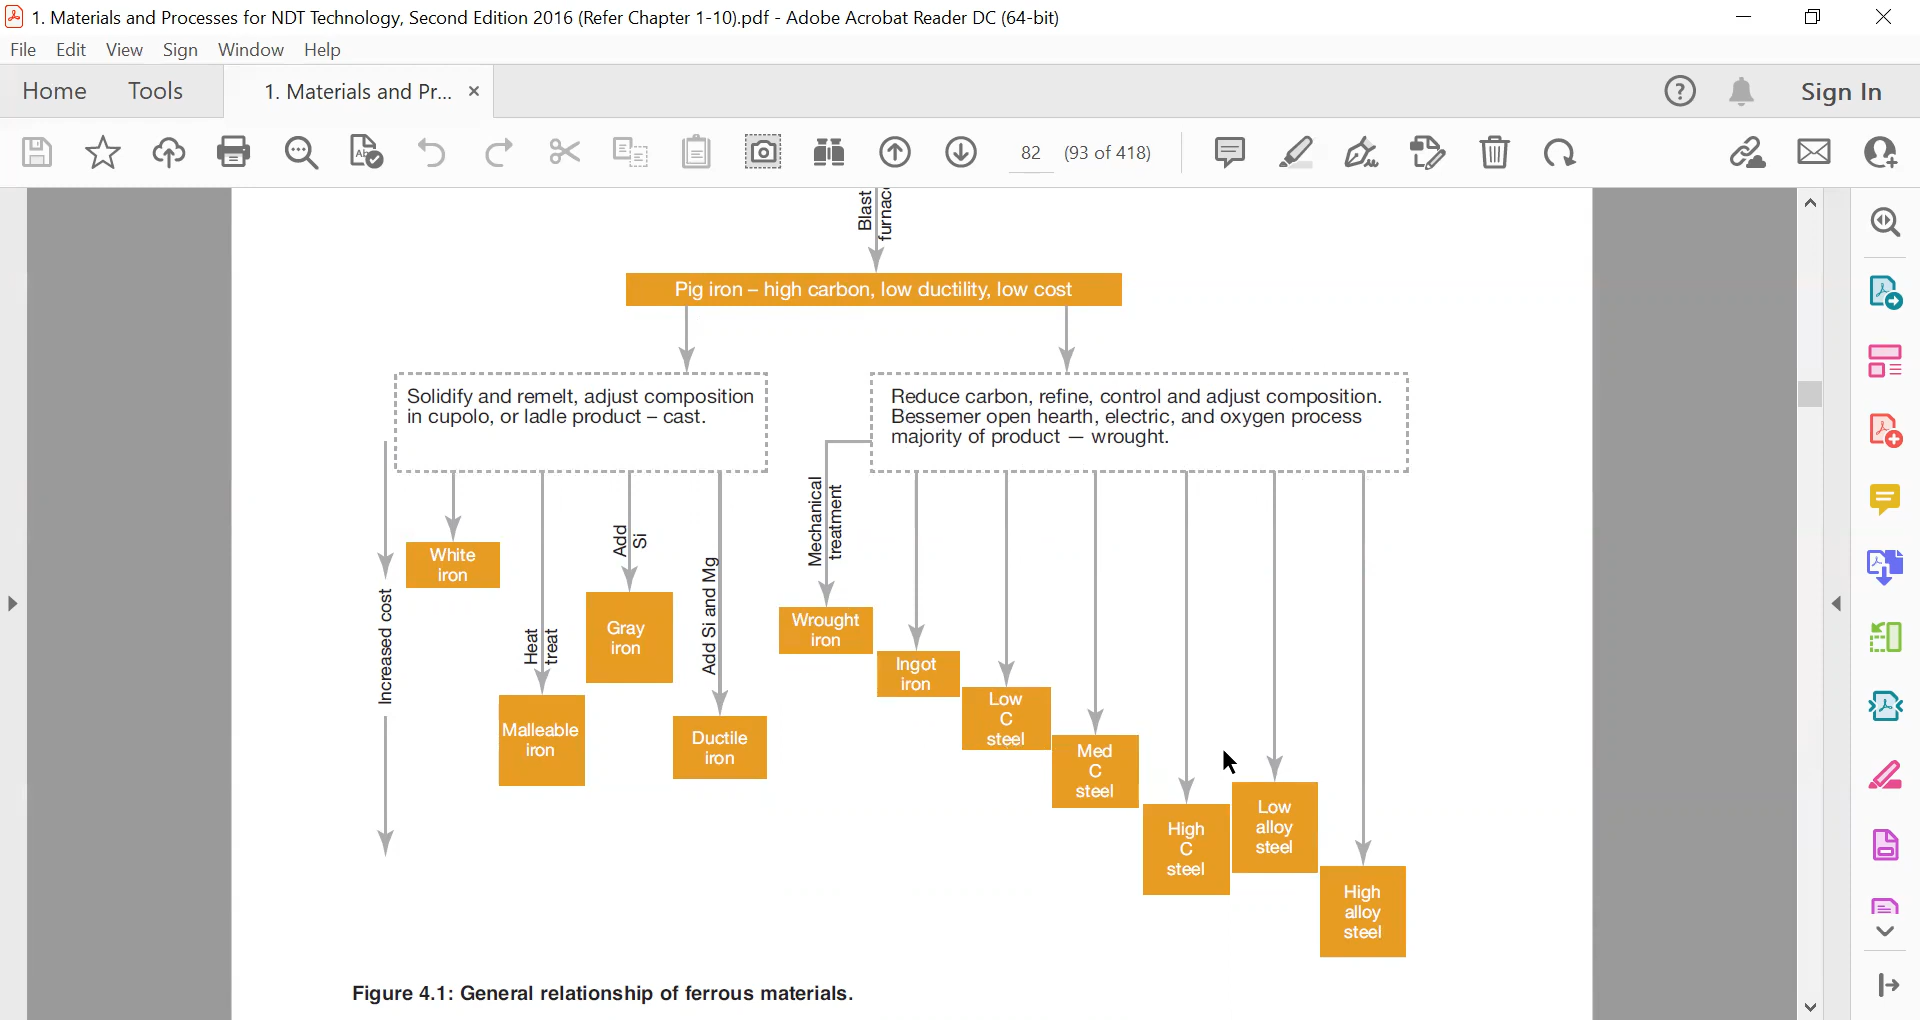 1. Materials and Processes for NDT Technology, Second Edition 2016 (Refer Chapter 1-10).pdf - Adobe Acrobat Reader DC (64-bit)
File Edit View Sign Window Help
Home Tools 1. Materials and Pr... × ? Sign In
82 (93 of 418)
Blast
furnac
Pig iron – high carbon, low ductility, low cost
Solidify and remelt, adjust composition
in cupolo, or ladle product – cast.
Reduce carbon, refine, control and adjust composition.
Bessemer open hearth, electric, and oxygen process
majority of product — wrought.
Increased cost
White
iron
Heat
treat
Malleable
iron
Add
Si
Gray
iron
Add Si and Mg
Ductile
iron
Mechanical
treatment
Wrought
iron
Ingot
iron
Low
C
steel
Med
C
steel
High
C
steel
Low
alloy
steel
High
alloy
steel
Figure 4.1: General relationship of ferrous materials.